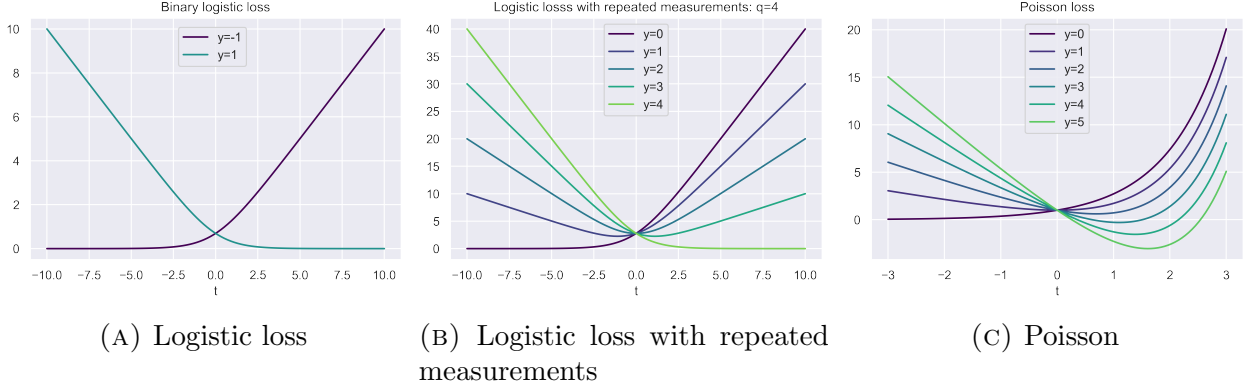 Binary logistic loss
10
8
6
4
2
0
y=-1
y=1
−10.0 −7.5 −5.0 −2.5 0.0 2.5 5.0 7.5 10.0
t
(A) Logistic loss
Logistic losss with repeated measurements: q=4
40
35
30
25
20
15
10
5
0
y=0
y=1
y=2
y=3
y=4
−10.0 −7.5 −5.0 −2.5 0.0 2.5 5.0 7.5 10.0
t
(B) Logistic loss with repeated
measurements
Poisson loss
20
15
10
5
0
y=0
y=1
y=2
y=3
y=4
y=5
−3 −2 −1 0 1 2 3
t
(C) Poisson